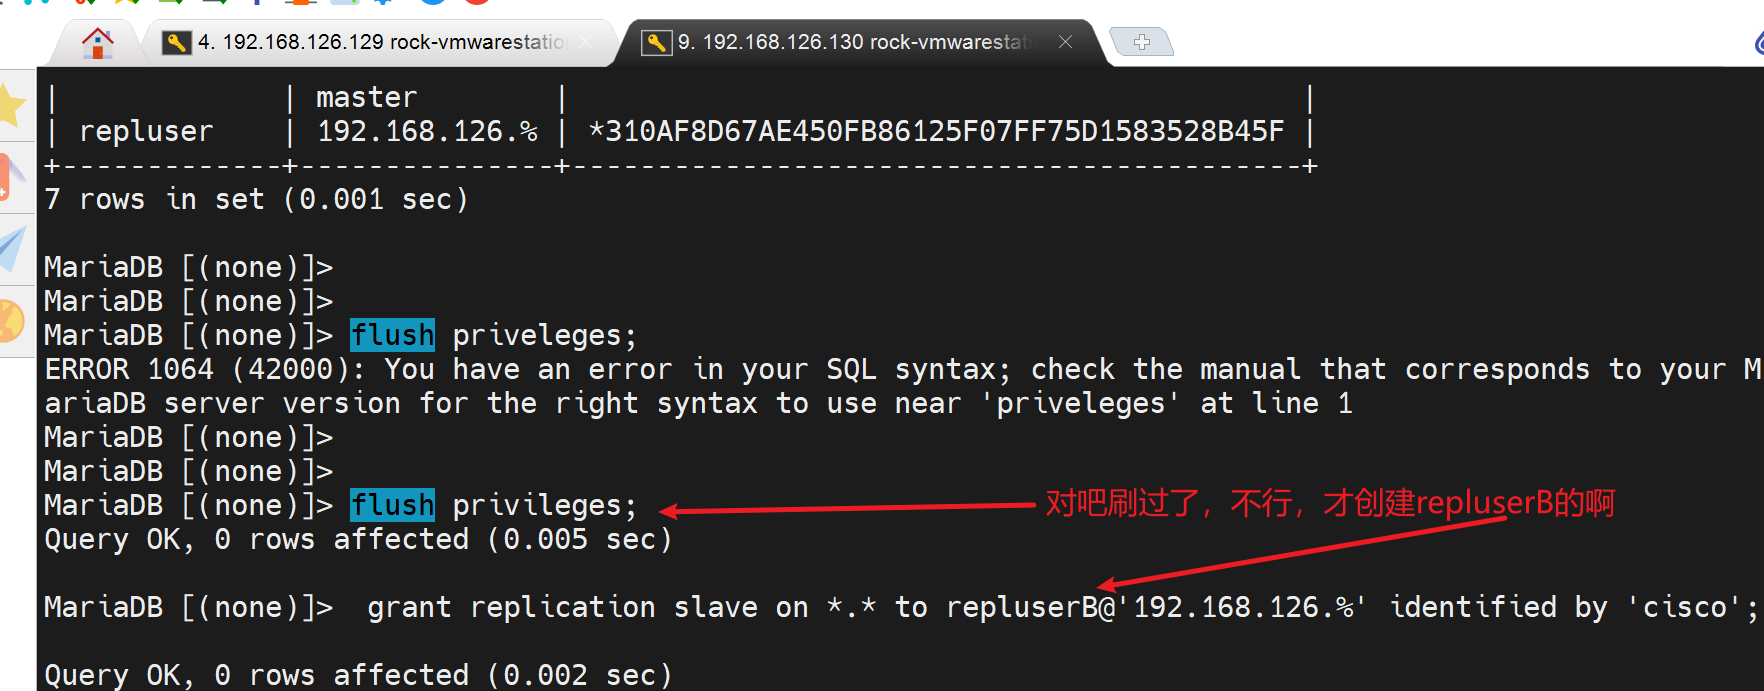 4. 192.168.126.129 rock-vmwarestatio
9. 192.168.126.130 rock-vmwarestati
|             | master        |                                           |
| repluser    | 192.168.126.% | *310AF8D67AE450FB86125F07FF75D1583528B45F |
+-------------+---------------+-------------------------------------------+
7 rows in set (0.001 sec)
MariaDB [(none)]>
MariaDB [(none)]>
MariaDB [(none)]> flush priveleges;
ERROR 1064 (42000): You have an error in your SQL syntax; check the manual that corresponds to your M
ariaDB server version for the right syntax to use near 'priveleges' at line 1
MariaDB [(none)]>
MariaDB [(none)]>
MariaDB [(none)]> flush privileges;
对吧刷过了，不行，才创建repluserB的啊
Query OK, 0 rows affected (0.005 sec)
MariaDB [(none)]>  grant replication slave on *.* to repluserB@'192.168.126.%' identified by 'cisco';
Query OK, 0 rows affected (0.002 sec)